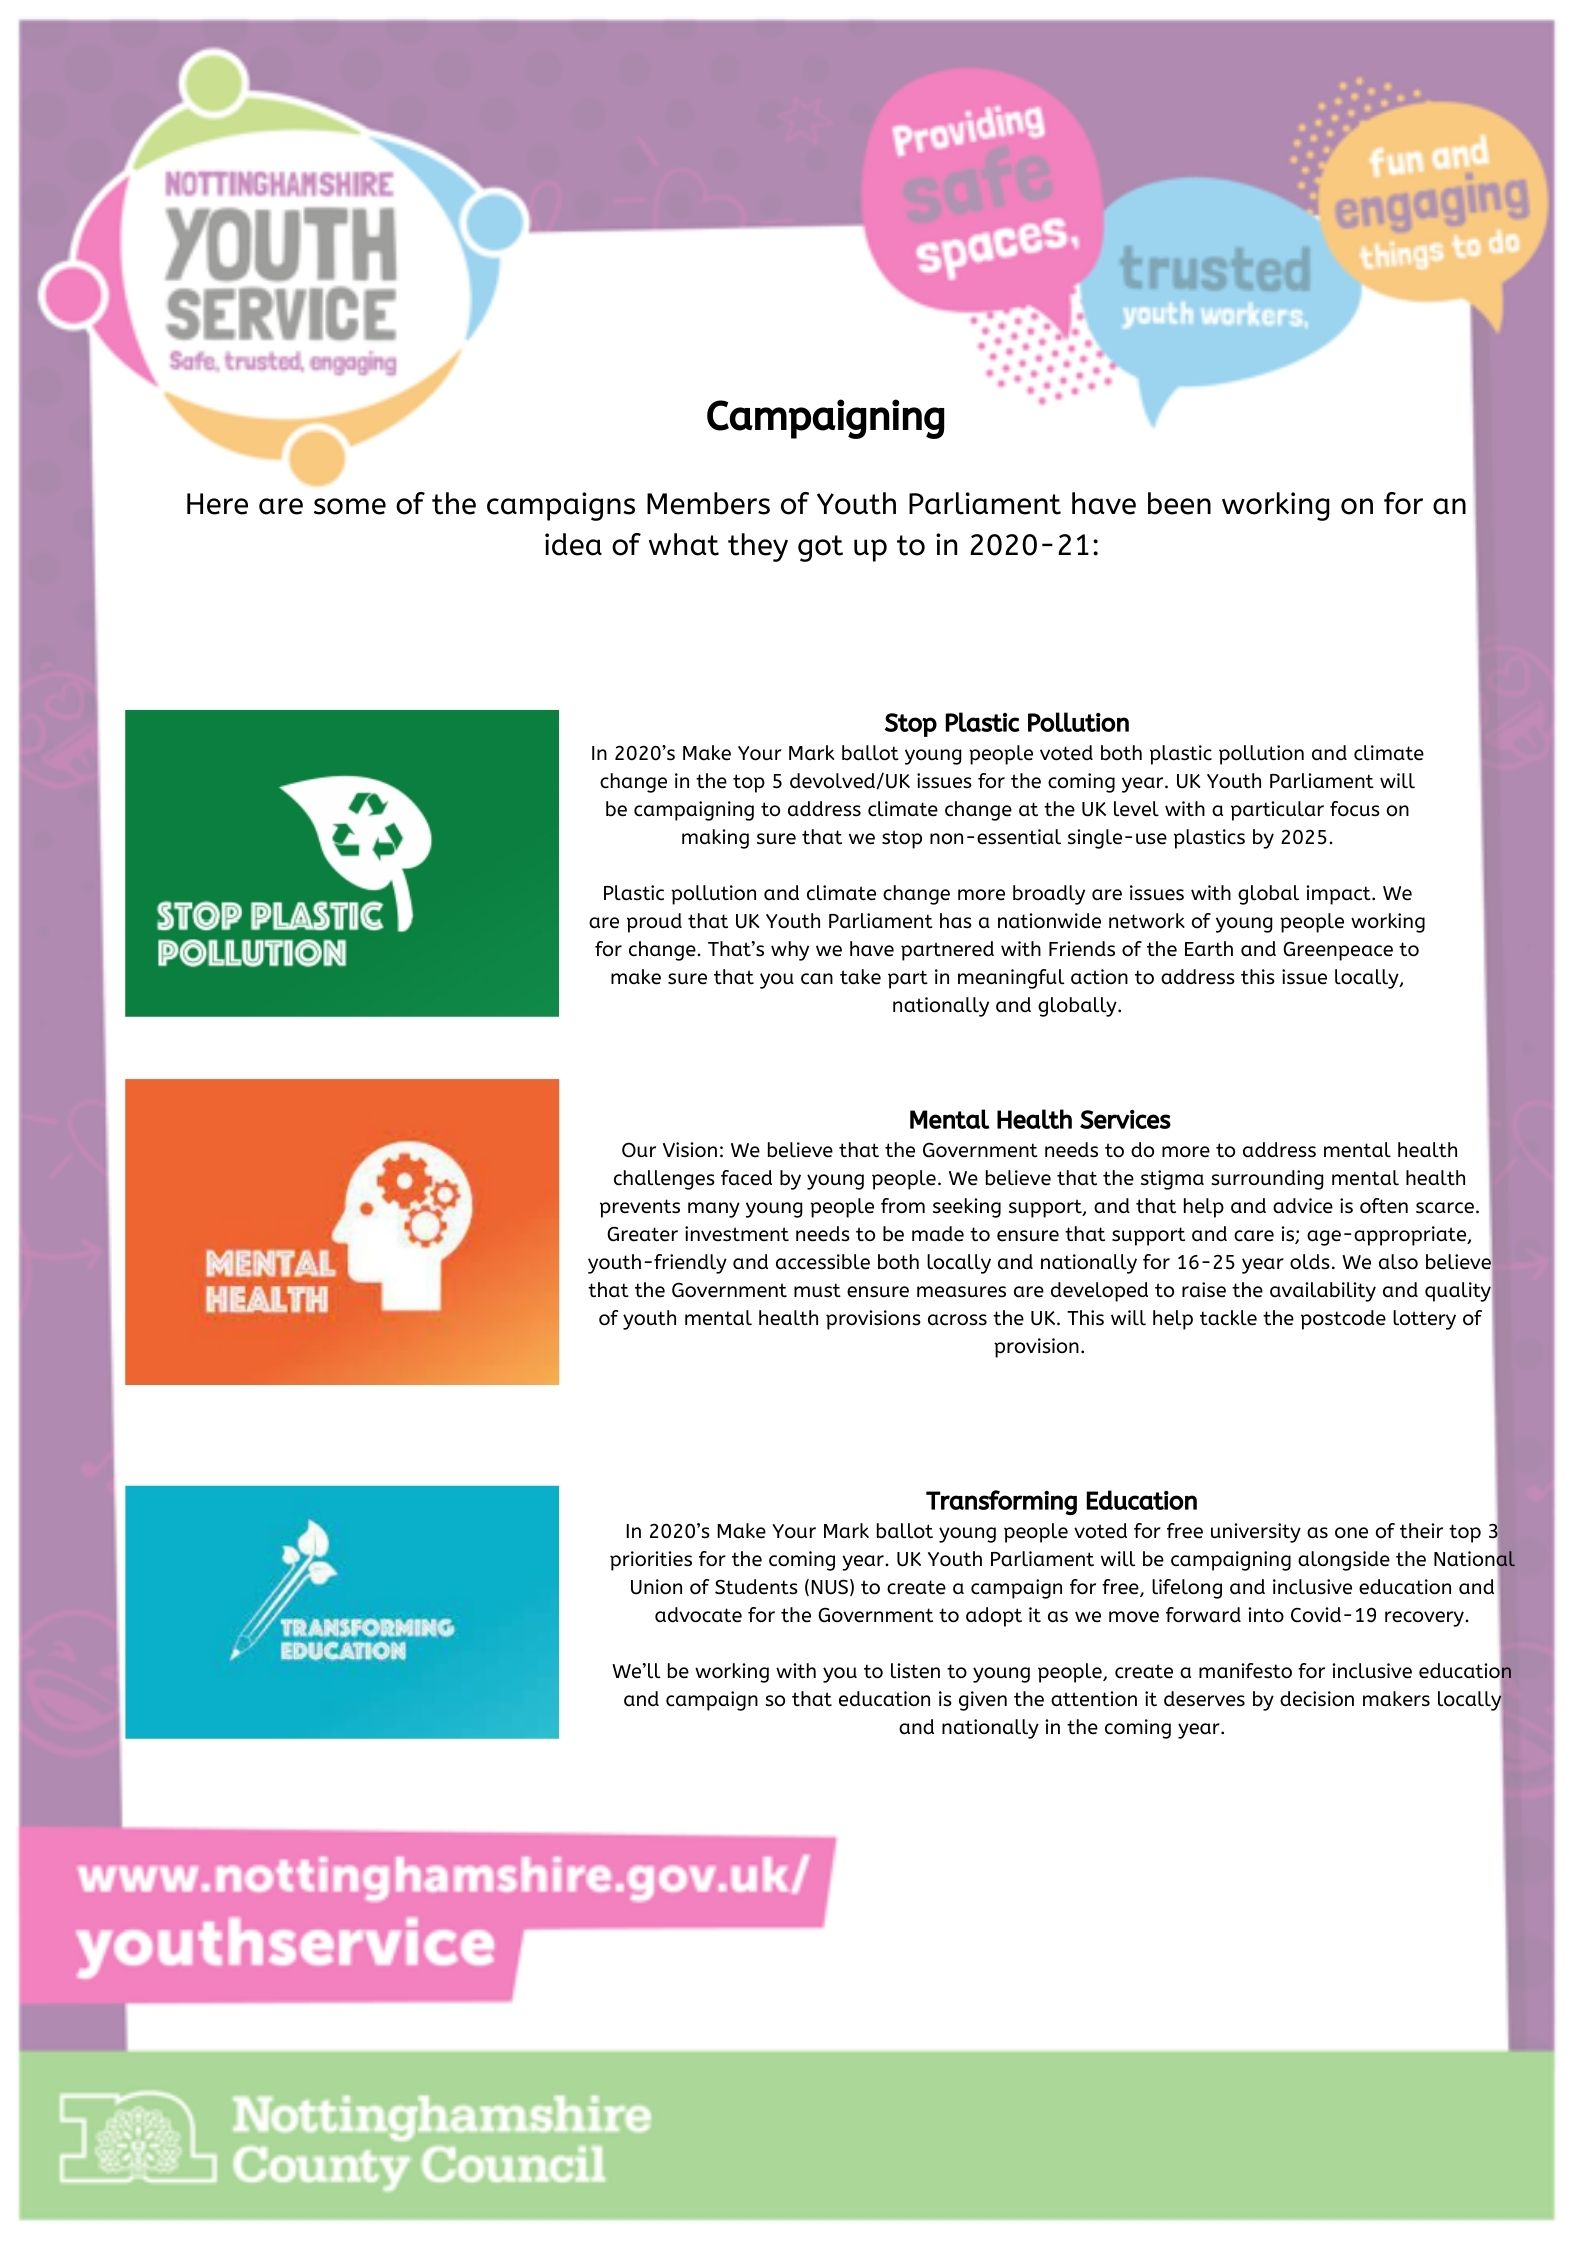 NOTTINGHAMSHIRE
YOUTH
SERVICE
Safe, trusted, engaging
Providing
safe
spaces,
trusted
youth workers,
fun and
engaging
things to do
Campaigning
Here are some of the campaigns Members of Youth Parliament have been working on for an
idea of what they got up to in 2020-21:
STOP PLASTIC
POLLUTION
Stop Plastic Pollution
In 2020’s Make Your Mark ballot young people voted both plastic pollution and climate
change in the top 5 devolved/UK issues for the coming year. UK Youth Parliament will
be campaigning to address climate change at the UK level with a particular focus on
making sure that we stop non-essential single-use plastics by 2025.
Plastic pollution and climate change more broadly are issues with global impact. We
are proud that UK Youth Parliament has a nationwide network of young people working
for change. That’s why we have partnered with Friends of the Earth and Greenpeace to
make sure that you can take part in meaningful action to address this issue locally,
nationally and globally.
MENTAL
HEALTH
Mental Health Services
Our Vision: We believe that the Government needs to do more to address mental health
challenges faced by young people. We believe that the stigma surrounding mental health
prevents many young people from seeking support, and that help and advice is often scarce.
Greater investment needs to be made to ensure that support and care is; age-appropriate,
youth-friendly and accessible both locally and nationally for 16-25 year olds. We also believe
that the Government must ensure measures are developed to raise the availability and quality
of youth mental health provisions across the UK. This will help tackle the postcode lottery of
provision.
TRANSFORMING
EDUCATION
Transforming Education
In 2020’s Make Your Mark ballot young people voted for free university as one of their top 3
priorities for the coming year. UK Youth Parliament will be campaigning alongside the National
Union of Students (NUS) to create a campaign for free, lifelong and inclusive education and
advocate for the Government to adopt it as we move forward into Covid-19 recovery.
We’ll be working with you to listen to young people, create a manifesto for inclusive education
and campaign so that education is given the attention it deserves by decision makers locally
and nationally in the coming year.
www.nottinghamshire.gov.uk/
youthservice
Nottinghamshire
County Council